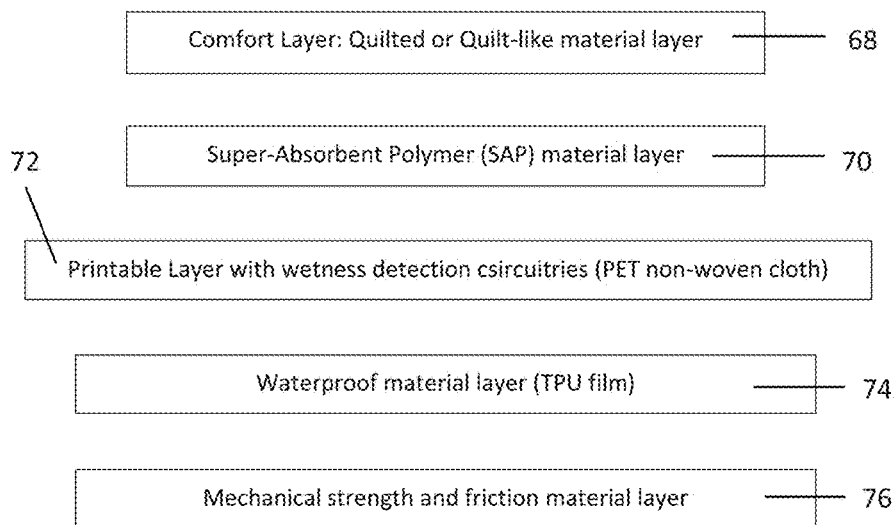 Comfort Layer: Quilted or Quilt-like material layer 68
Super-Absorbent Polymer (SAP) material layer 70
72
Printable Layer with wetness detection csircuitries (PET non-woven cloth)
Waterproof material layer (TPU film) 74
Mechanical strength and friction material layer 76